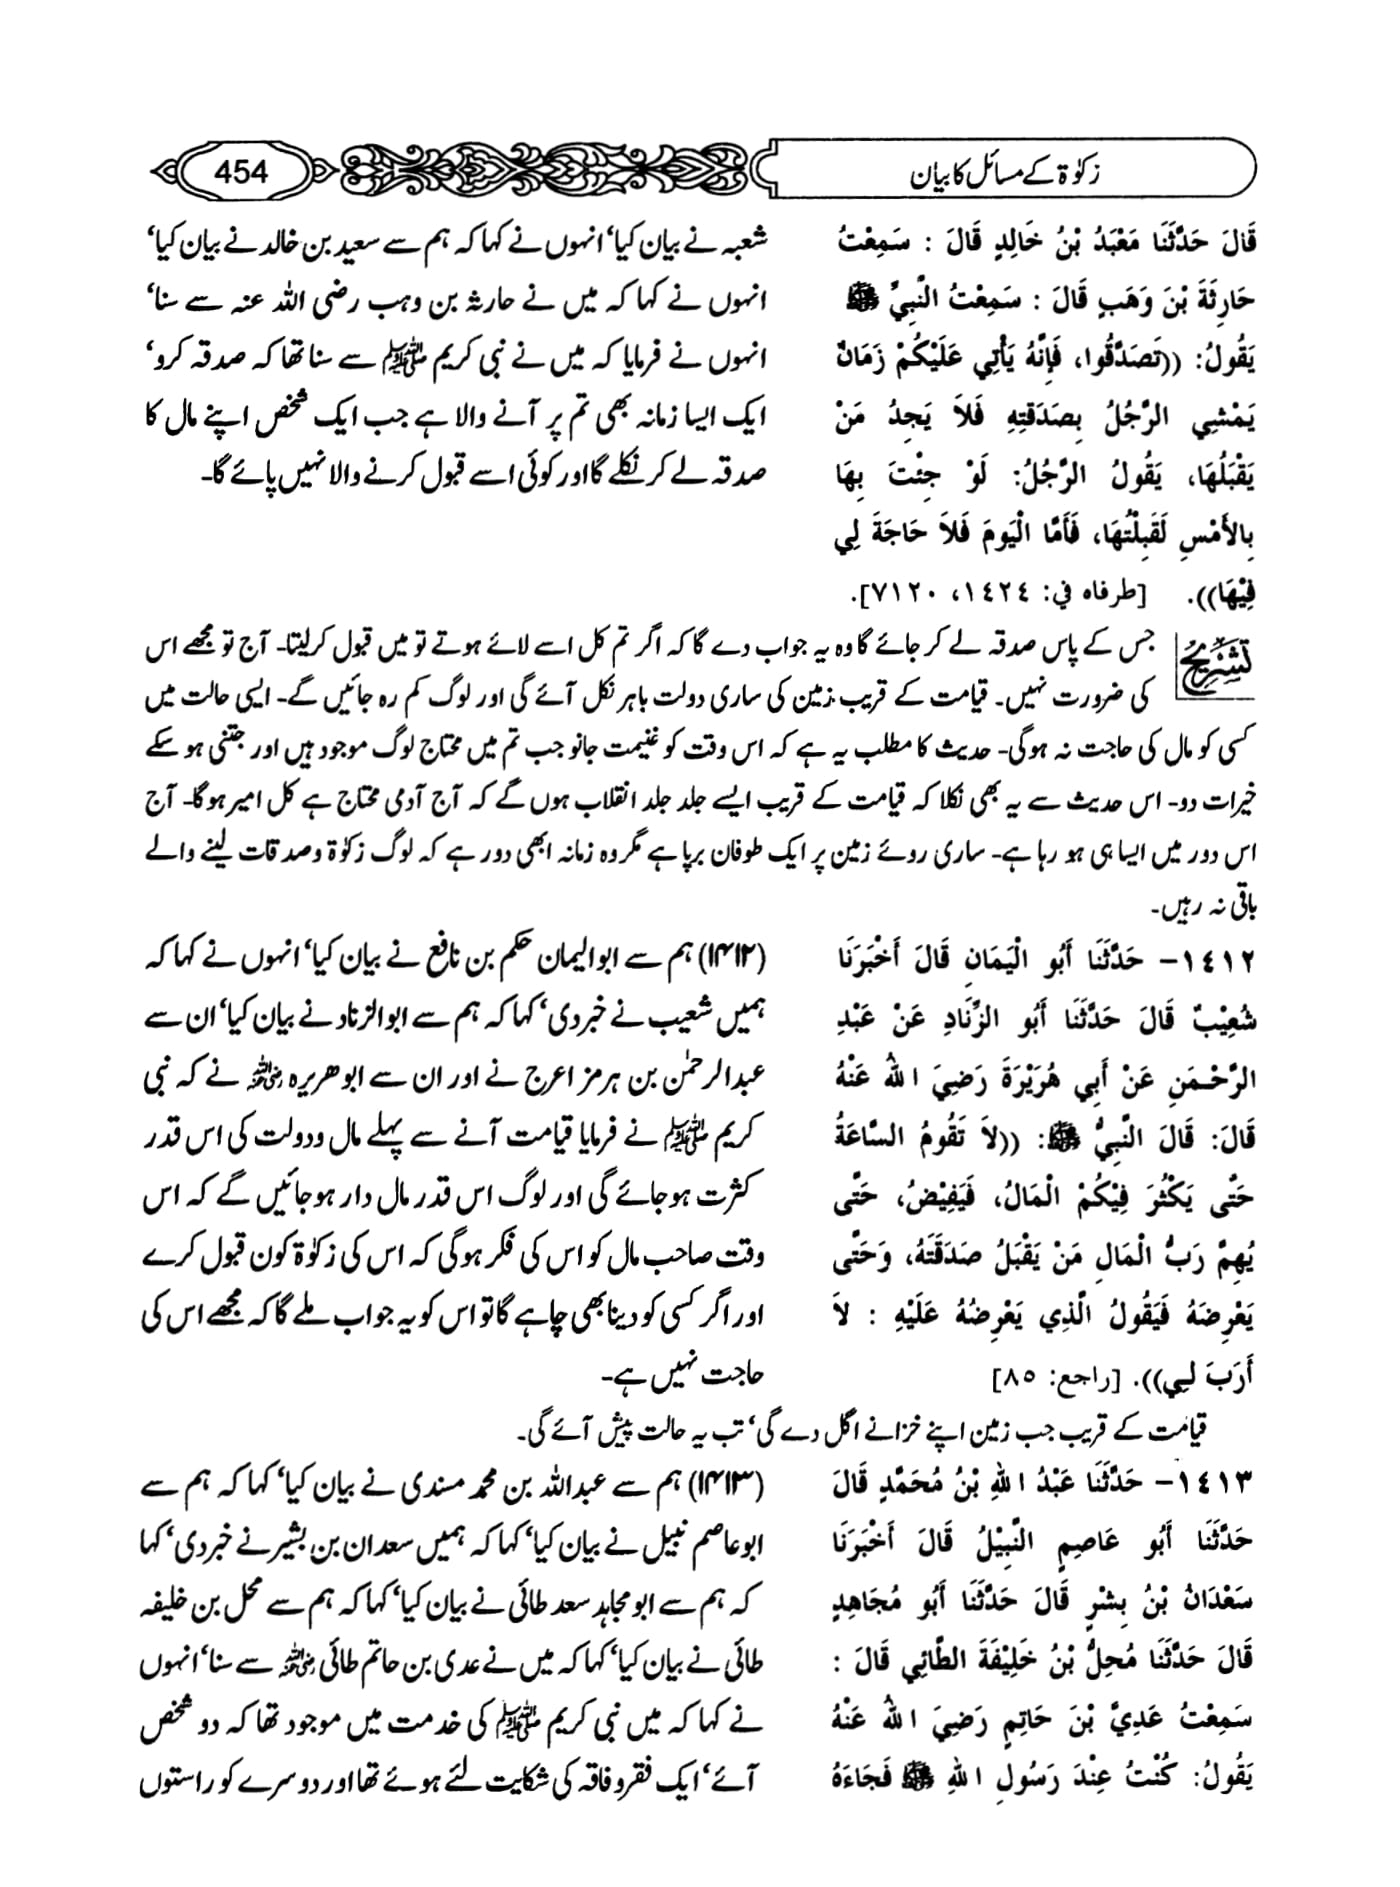 زکوٰۃ کے مسائل کا بیان
454
قَالَ حَدَّثَنَا مَعْبَدُ بْنُ خَالِدٍ قَالَ : سَمِعْتُ
حَارِثَةَ بْنَ وَهَبٍ قَالَ : سَمِعْتُ النَّبِيَّ ﷺ
يَقُولُ: ((تَصَدَّقُوا، فَإِنَّهُ يَأْتِي عَلَيْكُمْ زَمَانٌ
يَمْشِي الرَّجُلُ بِصَدَقَتِهِ فَلاَ يَجِدُ مَنْ
يَقْبَلُهَا، يَقُولُ الرَّجُلُ: لَوْ جِئْتَ بِهَا
بِالأَمْسِ لَقَبِلْتُهَا، فَأَمَّا الْيَومَ فَلاَ حَاجَةَ لِي
فِيْهَا)). [طرفاه في: ١٤٢٤، ٧١٢٠].
شعبہ نے بیان کیا‘ انہوں نے کہا کہ ہم سے سعید بن خالد نے بیان کیا‘
انہوں نے کہا کہ میں نے حارثہ بن وہب رضی اللہ عنہ سے سنا‘
انہوں نے فرمایا کہ میں نے نبی کریم ﷺ سے سنا تھا کہ صدقہ کرو‘
ایک ایسا زمانہ بھی تم پر آنے والا ہے جب ایک شخص اپنے مال کا
صدقہ لے کر نکلے گا اور کوئی اسے قبول کرنے والا نہیں پائے گا۔
تشریح
جس کے پاس صدقہ لے کر جائے گا وہ یہ جواب دے گا کہ اگر تم کل اسے لائے ہوتے تو میں قبول کر لیتا۔ آج تو مجھے اس
کی ضرورت نہیں۔ قیامت کے قریب زمین کی ساری دولت باہر نکل آئے گی اور لوگ کم رہ جائیں گے۔ ایسی حالت میں
کسی کو مال کی حاجت نہ ہوگی۔ حدیث کا مطلب یہ ہے کہ اس وقت کو غنیمت جانو جب تم میں محتاج لوگ موجود ہیں اور جتنی ہو سکے
خیرات دو۔ اس حدیث سے یہ بھی نکلا کہ قیامت کے قریب ایسے جلد جلد انقلاب ہوں گے کہ آج آدمی محتاج ہے کل امیر ہوگا۔ آج
اس دور میں ایسا ہی ہو رہا ہے۔ ساری روئے زمین پر ایک طوفان برپا ہے مگر وہ زمانہ ابھی دور ہے کہ لوگ زکوٰۃ و صدقات لینے والے
باقی نہ رہیں۔
١٤١٢- حَدَّثَنَا أَبُو الْيَمَانِ قَالَ أَخْبَرَنَا
شُعَيْبٌ قَالَ حَدَّثَنَا أَبُو الزِّنَادِ عَنْ عَبْدِ
الرَّحْمَنِ عَنْ أَبِي هُرَيْرَةَ رَضِيَ اللهُ عَنْهُ
قَالَ: قَالَ النَّبِيُّ ﷺ: ((لاَ تَقُومُ السَّاعَةُ
حَتَّى يَكْثُرَ فِيْكُمْ الْمَالُ، فَيَفِيْضُ، حَتَّى
يُهِمَّ رَبُّ الْمَالِ مَنْ يَقْبَلُ صَدَقَتَهُ، وَحَتَّى
يَعْرِضَهُ فَيَقُولُ الَّذِي يَعْرِضُهُ عَلَيْهِ : لاَ
أَرَبَ لِي)). [راجع: ٨٥]
(۱۴۱۲) ہم سے ابوالیمان حکم بن نافع نے بیان کیا‘ انہوں نے کہا کہ
ہمیں شعیب نے خبر دی‘ کہا کہ ہم سے ابوالزناد نے بیان کیا‘ ان سے
عبدالرحمٰن بن ہرمز اعرج نے اور ان سے ابوھریرہ رضی اللہ عنہ نے کہ نبی
کریم ﷺ نے فرمایا قیامت آنے سے پہلے مال و دولت کی اس قدر
کثرت ہو جائے گی اور لوگ اس قدر مال دار ہو جائیں گے کہ اس
وقت صاحب مال کو اس کی فکر ہوگی کہ اس کی زکوٰۃ کون قبول کرے
اور اگر کسی کو دینا بھی چاہے گا تو اس کو یہ جواب ملے گا کہ مجھے اس کی
حاجت نہیں ہے۔
قیامت کے قریب جب زمین اپنے خزانے اگل دے گی‘ تب یہ حالت پیش آئے گی۔
١٤١٣- حَدَّثَنَا عَبْدُ اللهِ بْنُ مُحَمَّدٍ قَالَ
حَدَّثَنَا أَبُو عَاصِمٍ النَّبِيْلُ قَالَ أَخْبَرَنَا
سَعْدَانُ بْنُ بِشْرٍ قَالَ حَدَّثَنَا أَبُو مُجَاهِدٍ
قَالَ حَدَّثَنَا مُحِلُّ بْنُ خَلِيْفَةَ الطَّائِي قَالَ :
سَمِعْتُ عَدِيَّ بْنَ حَاتِمٍ رَضِيَ اللهُ عَنْهُ
يَقُولُ: كُنْتُ عِنْدَ رَسُولِ اللهِ ﷺ فَجَاءَهُ
(۱۴۱۳) ہم سے عبداللہ بن محمد مسندی نے بیان کیا‘ کہا کہ ہم سے
ابوعاصم نبیل نے بیان کیا‘ کہا کہ ہمیں سعدان بن بشیر نے خبر دی‘ کہا
کہ ہم سے ابو مجاہد سعد طائی نے بیان کیا‘ کہا کہ ہم سے محل بن خلیفہ
طائی نے بیان کیا‘ کہا کہ میں نے عدی بن حاتم طائی رضی اللہ عنہ سے سنا‘ انہوں
نے کہا کہ میں نبی کریم ﷺ کی خدمت میں موجود تھا کہ دو شخص
آئے‘ ایک فقر و فاقہ کی شکایت لئے ہوئے تھا اور دوسرے کو راستوں